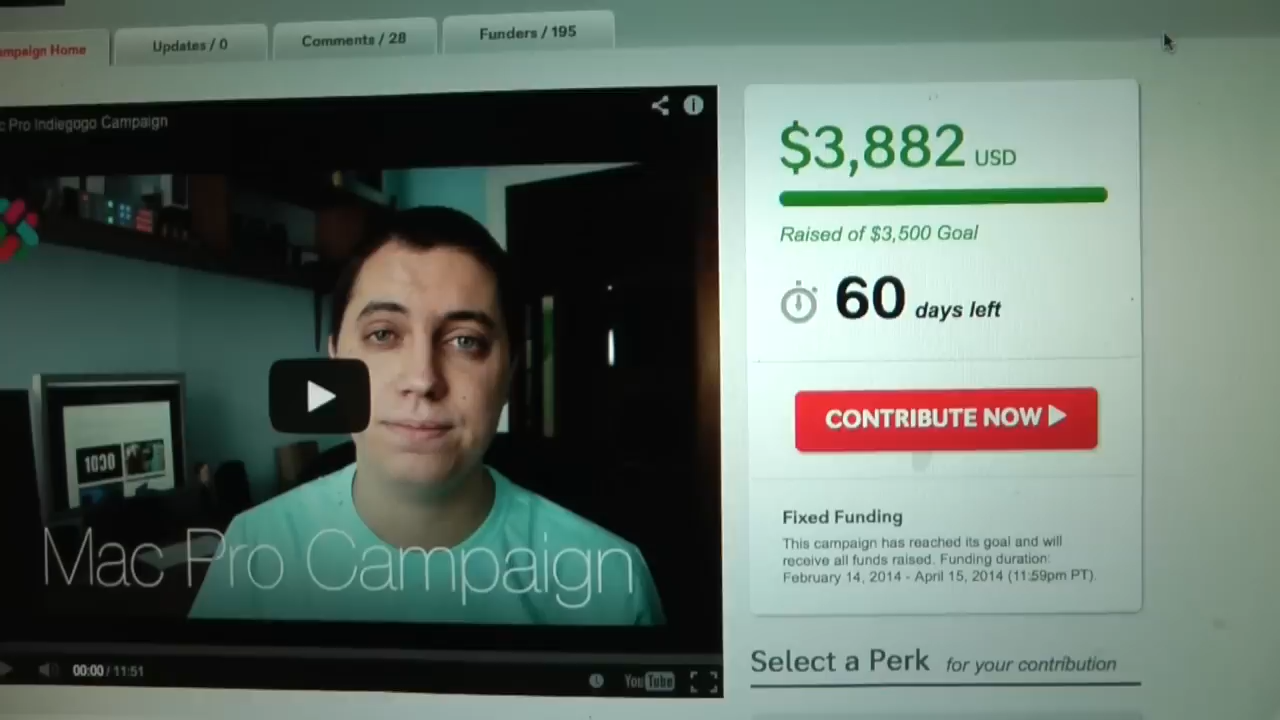 ampaign Home
Updates / 0
Comments / 28
Funders / 195
c Pro Indiegogo Campaign
$3,882 USD
Raised of $3,500 Goal
60 days left
CONTRIBUTE NOW
Mac Pro Campaign
Fixed Funding
This campaign has reached its goal and will
receive all funds raised. Funding duration:
February 14, 2014 - April 15, 2014 (11:59pm PT).
00:00 / 11:51
YouTube
Select a Perk for your contribution